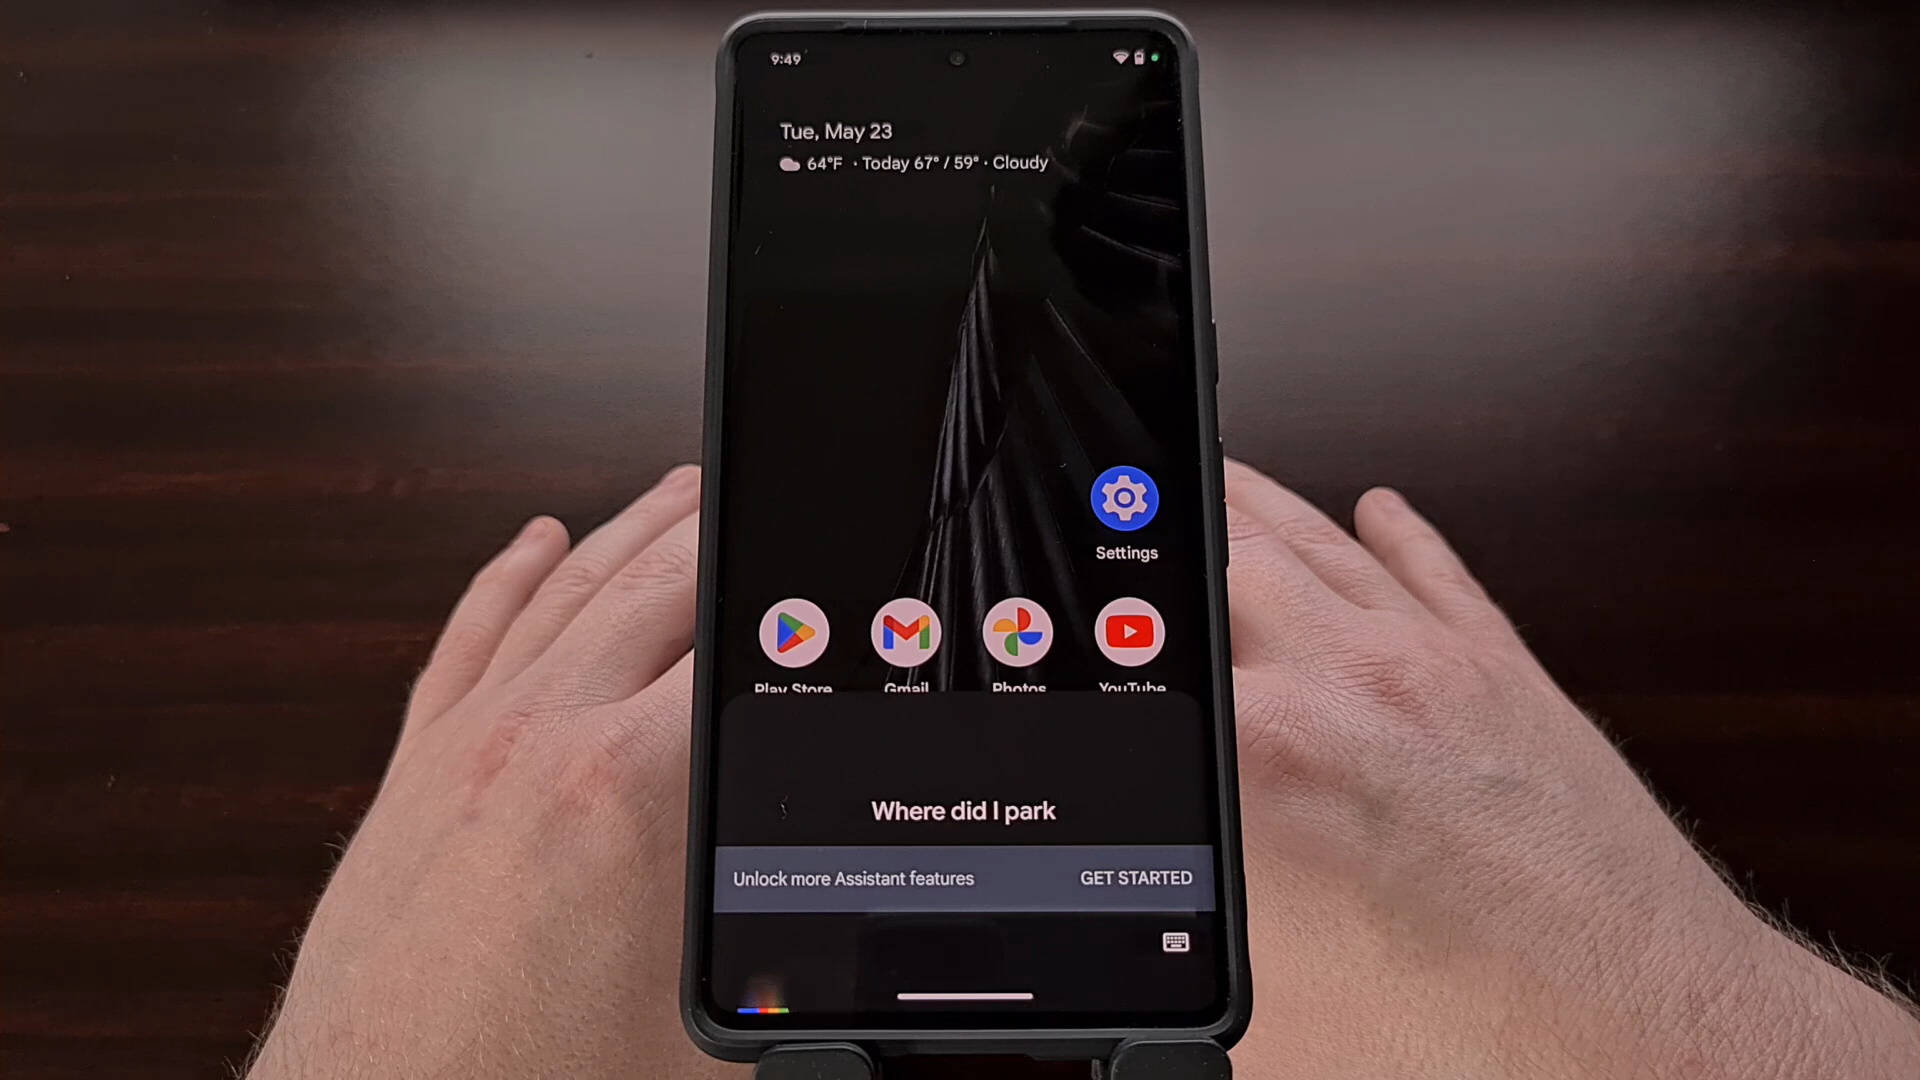 9:49
Tue, May 23
64°F · Today 67° / 59° · Cloudy
Settings
Play Store
Gmail
Photos
YouTube
Where did I park
Unlock more Assistant features
GET STARTED